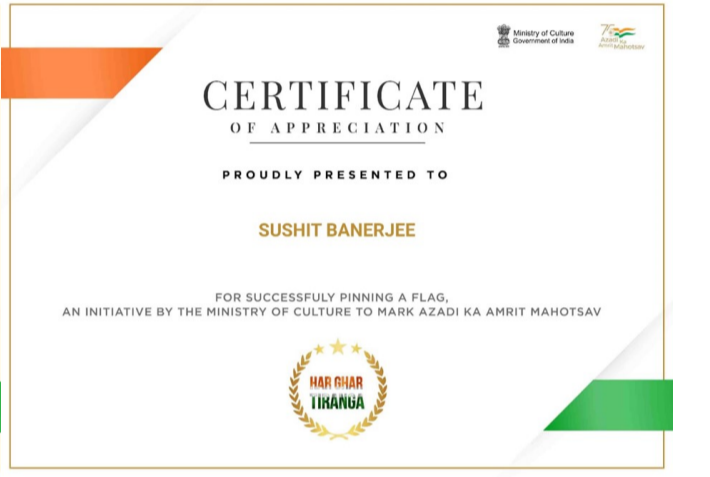 Ministry of Culture
Government of India
75
Azadi Ka
Amrit Mahotsav
CERTIFICATE
OF APPRECIATION
PROUDLY PRESENTED TO
SUSHIT BANERJEE
FOR SUCCESSFULY PINNING A FLAG,
AN INITIATIVE BY THE MINISTRY OF CULTURE TO MARK AZADI KA AMRIT MAHOTSAV
HAR GHAR
TIRANGA